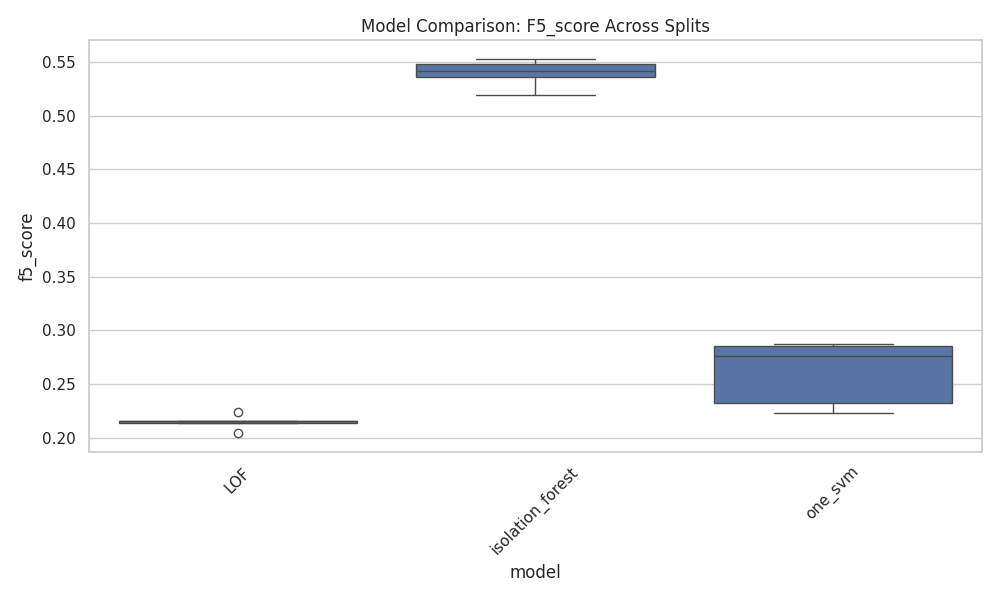 Model Comparison: F5_score Across Splits
f5_score
0.55
0.50
0.45
0.40
0.35
0.30
0.25
0.20
LOF
isolation_forest
one_svm
model